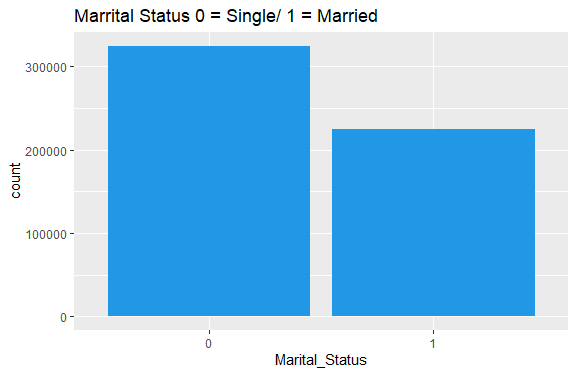 Marrital Status 0 = Single/ 1 = Married
300000
200000
100000
0
count
0 1
Marital_Status